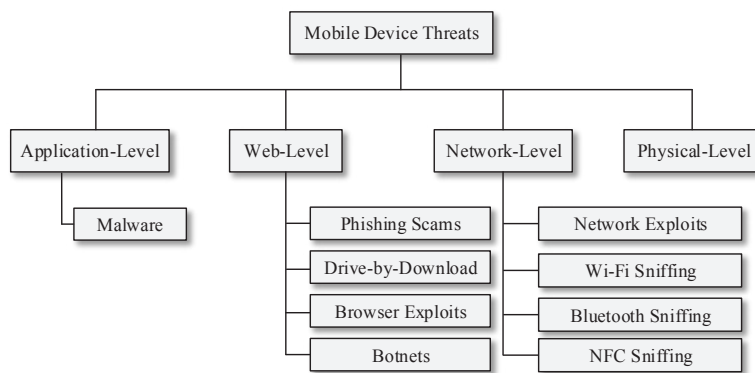 Mobile Device Threats
Application-Level
Web-Level
Network-Level
Physical-Level
Malware
Phishing Scams
Drive-by-Download
Browser Exploits
Botnets
Network Exploits
Wi-Fi Sniffing
Bluetooth Sniffing
NFC Sniffing